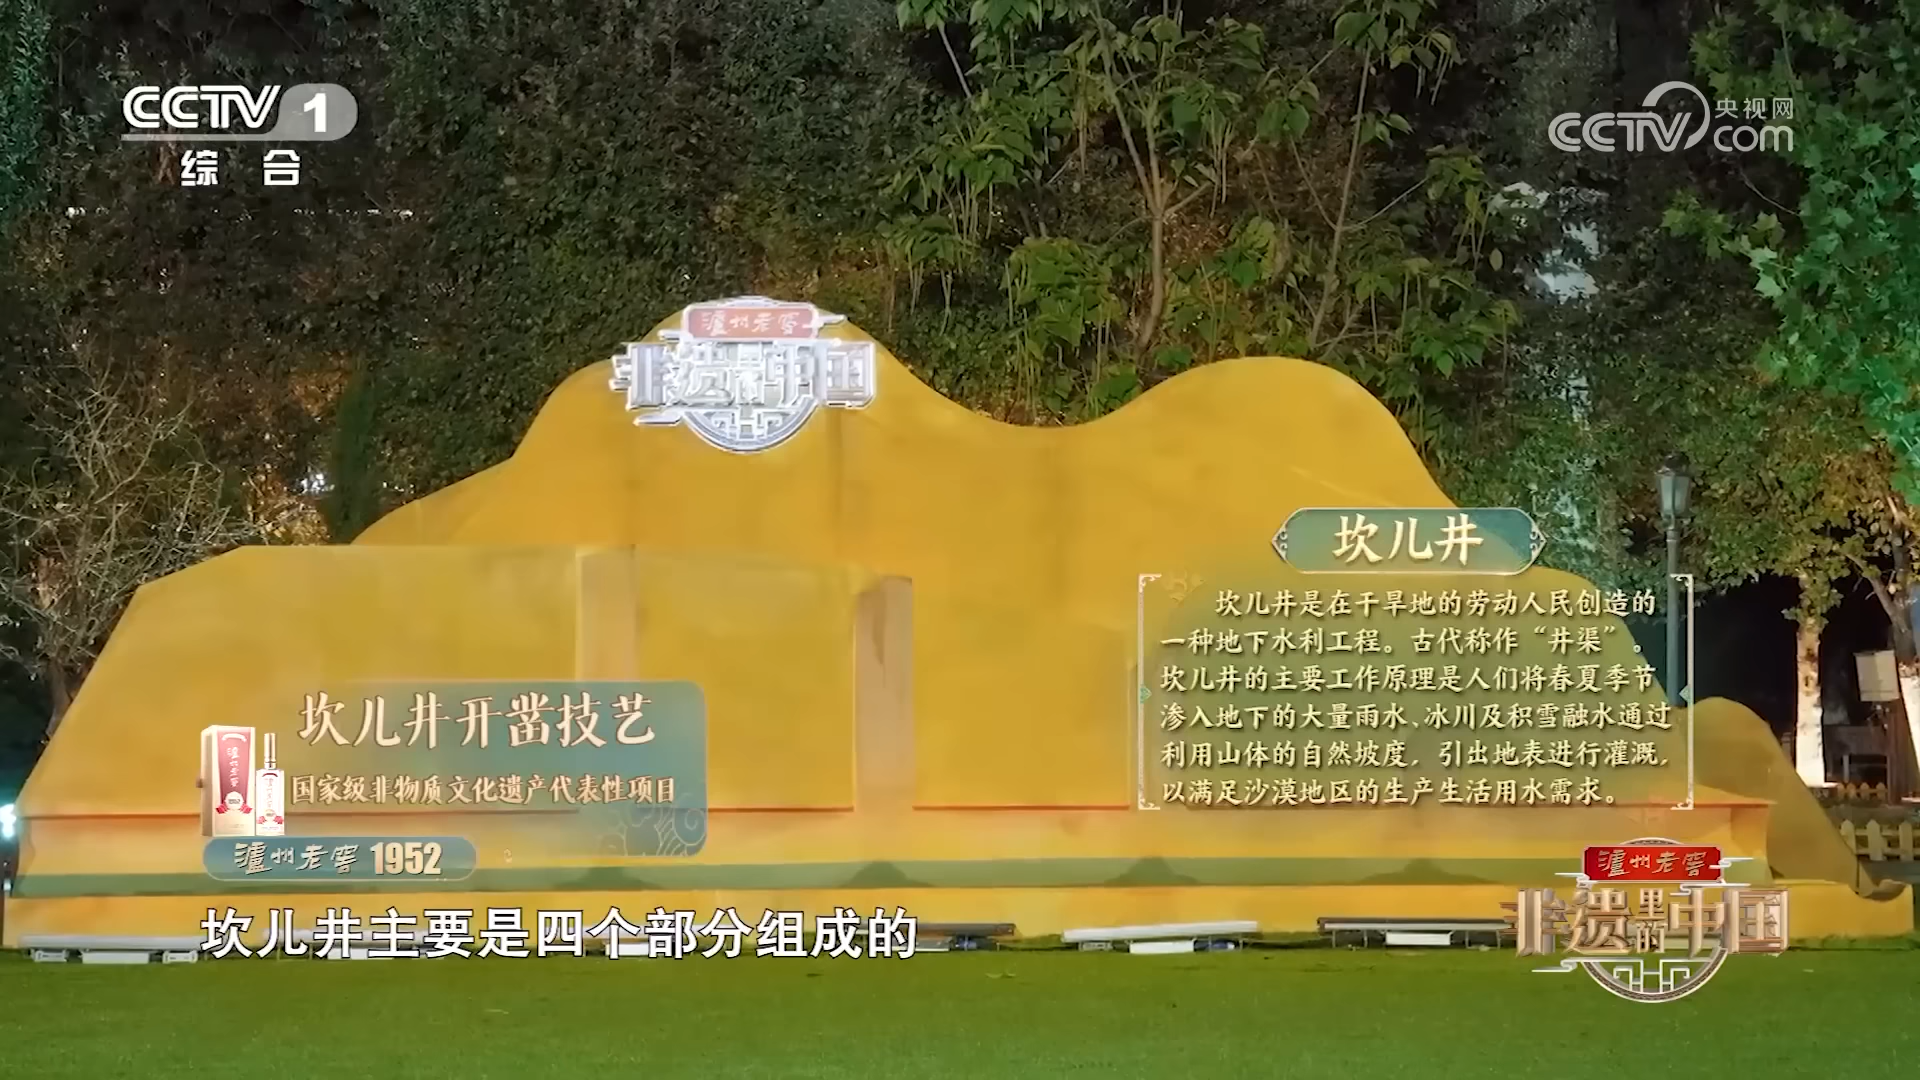 CCTV 1
综合
央视网
CCTV.com
泸州老窖
非遗里的中国
坎儿井
坎儿井是在干旱地的劳动人民创造的
一种地下水利工程。古代称作“井渠”。
坎儿井的主要工作原理是人们将春夏季节
渗入地下的大量雨水、冰川及积雪融水通过
利用山体的自然坡度，引出地表进行灌溉，
以满足沙漠地区的生产生活用水需求。
坎儿井开凿技艺
国家级非物质文化遗产代表性项目
泸州老窖 1952
泸州老窖
非遗里的中国
坎儿井主要是四个部分组成的